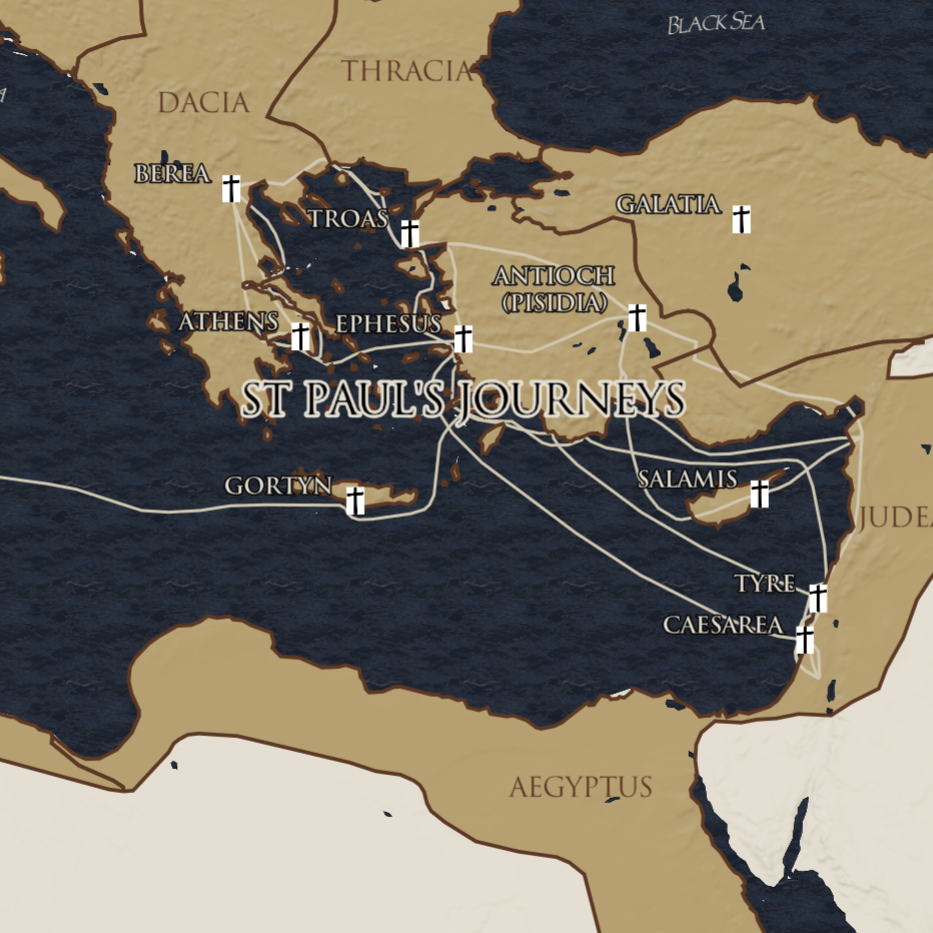 BLACK SEA
THRACIA
DACIA
BEREA
GALATIA
TROAS
ANTIOCH
(PISIDIA)
ATHENS
EPHESUS
ST PAUL'S JOURNEYS
SALAMIS
GORTYN
JUDEA
TYRE
CAESAREA
AEGYPTUS